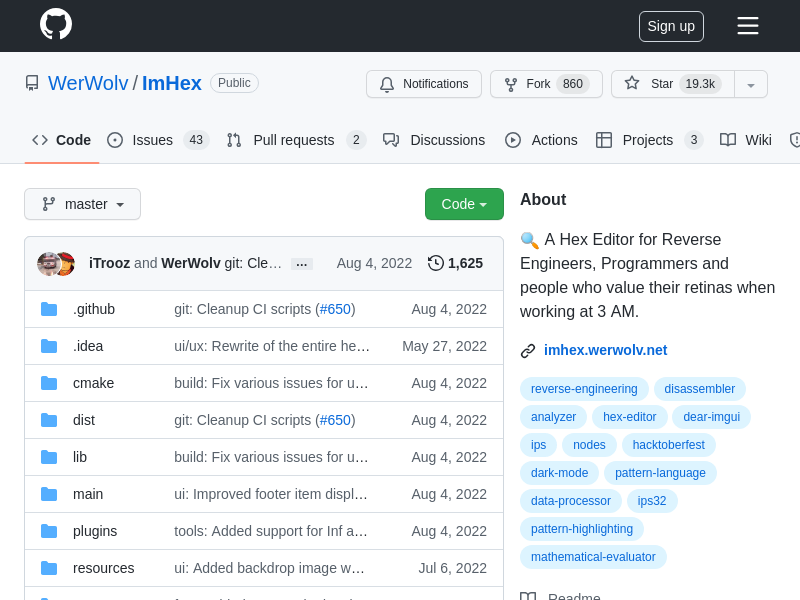 Sign up
WerWolv / ImHex Public
Notifications
Fork 860
Star 19.3k
Code
Issues 43
Pull requests 2
Discussions
Actions
Projects 3
Wiki
master
Code
iTrooz and WerWolv git: Cle… … Aug 4, 2022 1,625
.github git: Cleanup CI scripts (#650) Aug 4, 2022
.idea ui/ux: Rewrite of the entire he… May 27, 2022
cmake build: Fix various issues for u… Aug 4, 2022
dist git: Cleanup CI scripts (#650) Aug 4, 2022
lib build: Fix various issues for u… Aug 4, 2022
main ui: Improved footer item displ… Aug 4, 2022
plugins tools: Added support for Inf a… Aug 4, 2022
resources ui: Added backdrop image w… Jul 6, 2022
About
A Hex Editor for Reverse
Engineers, Programmers and
people who value their retinas when
working at 3 AM.
imhex.werwolv.net
reverse-engineering disassembler
analyzer hex-editor dear-imgui
ips nodes hacktoberfest
dark-mode pattern-language
data-processor ips32
pattern-highlighting
mathematical-evaluator
Readme